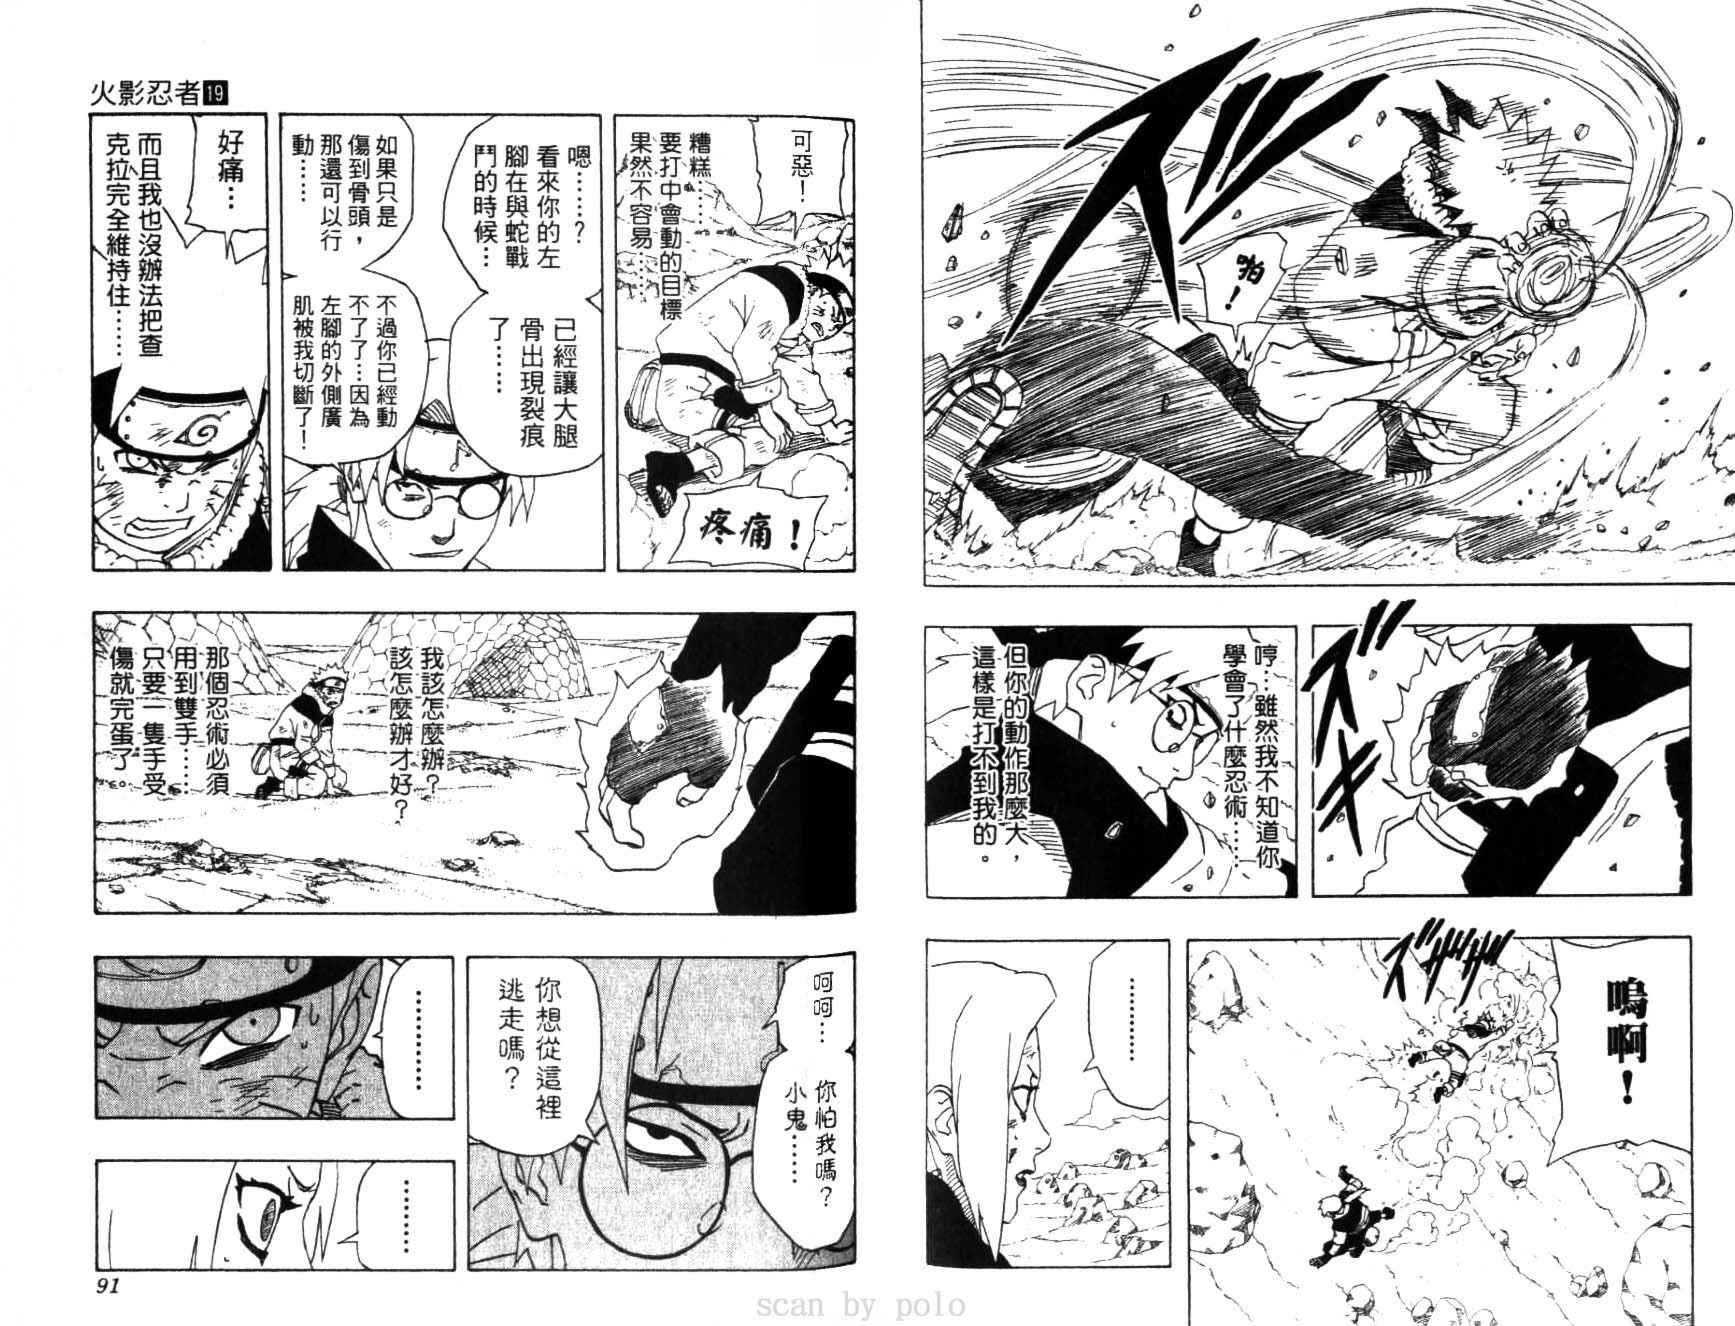 ズズ
啪！
ズギ
哼…雖然我不知道你
學會了什麼忍術……
但你的動作那麼大，
這樣是打不到我的。
嗚啊！
ズザザザ
…………
火影忍者19
可惡！
糟糕……
要打中會動的目標
果然不容易……
疼痛！
嗯……？
看來你的左
腳在與蛇戰
鬥的時候…
已經讓大腿
骨出現裂痕
了……
如果只是
傷到骨頭，
那還可以行
動……
不過你已經動
不了了…因為
左腳的外側廣
肌被我切斷了！
好痛…
而且我也沒辦法把查
克拉完全維持住……
我該怎麼辦？
該怎麼辦才好？
那個忍術必須
用到雙手……
只要一隻手受
傷就完蛋了。
呵呵…
你怕我嗎？
小鬼……
你想從這裡
逃走嗎？
…………
…………
91
scan by polo